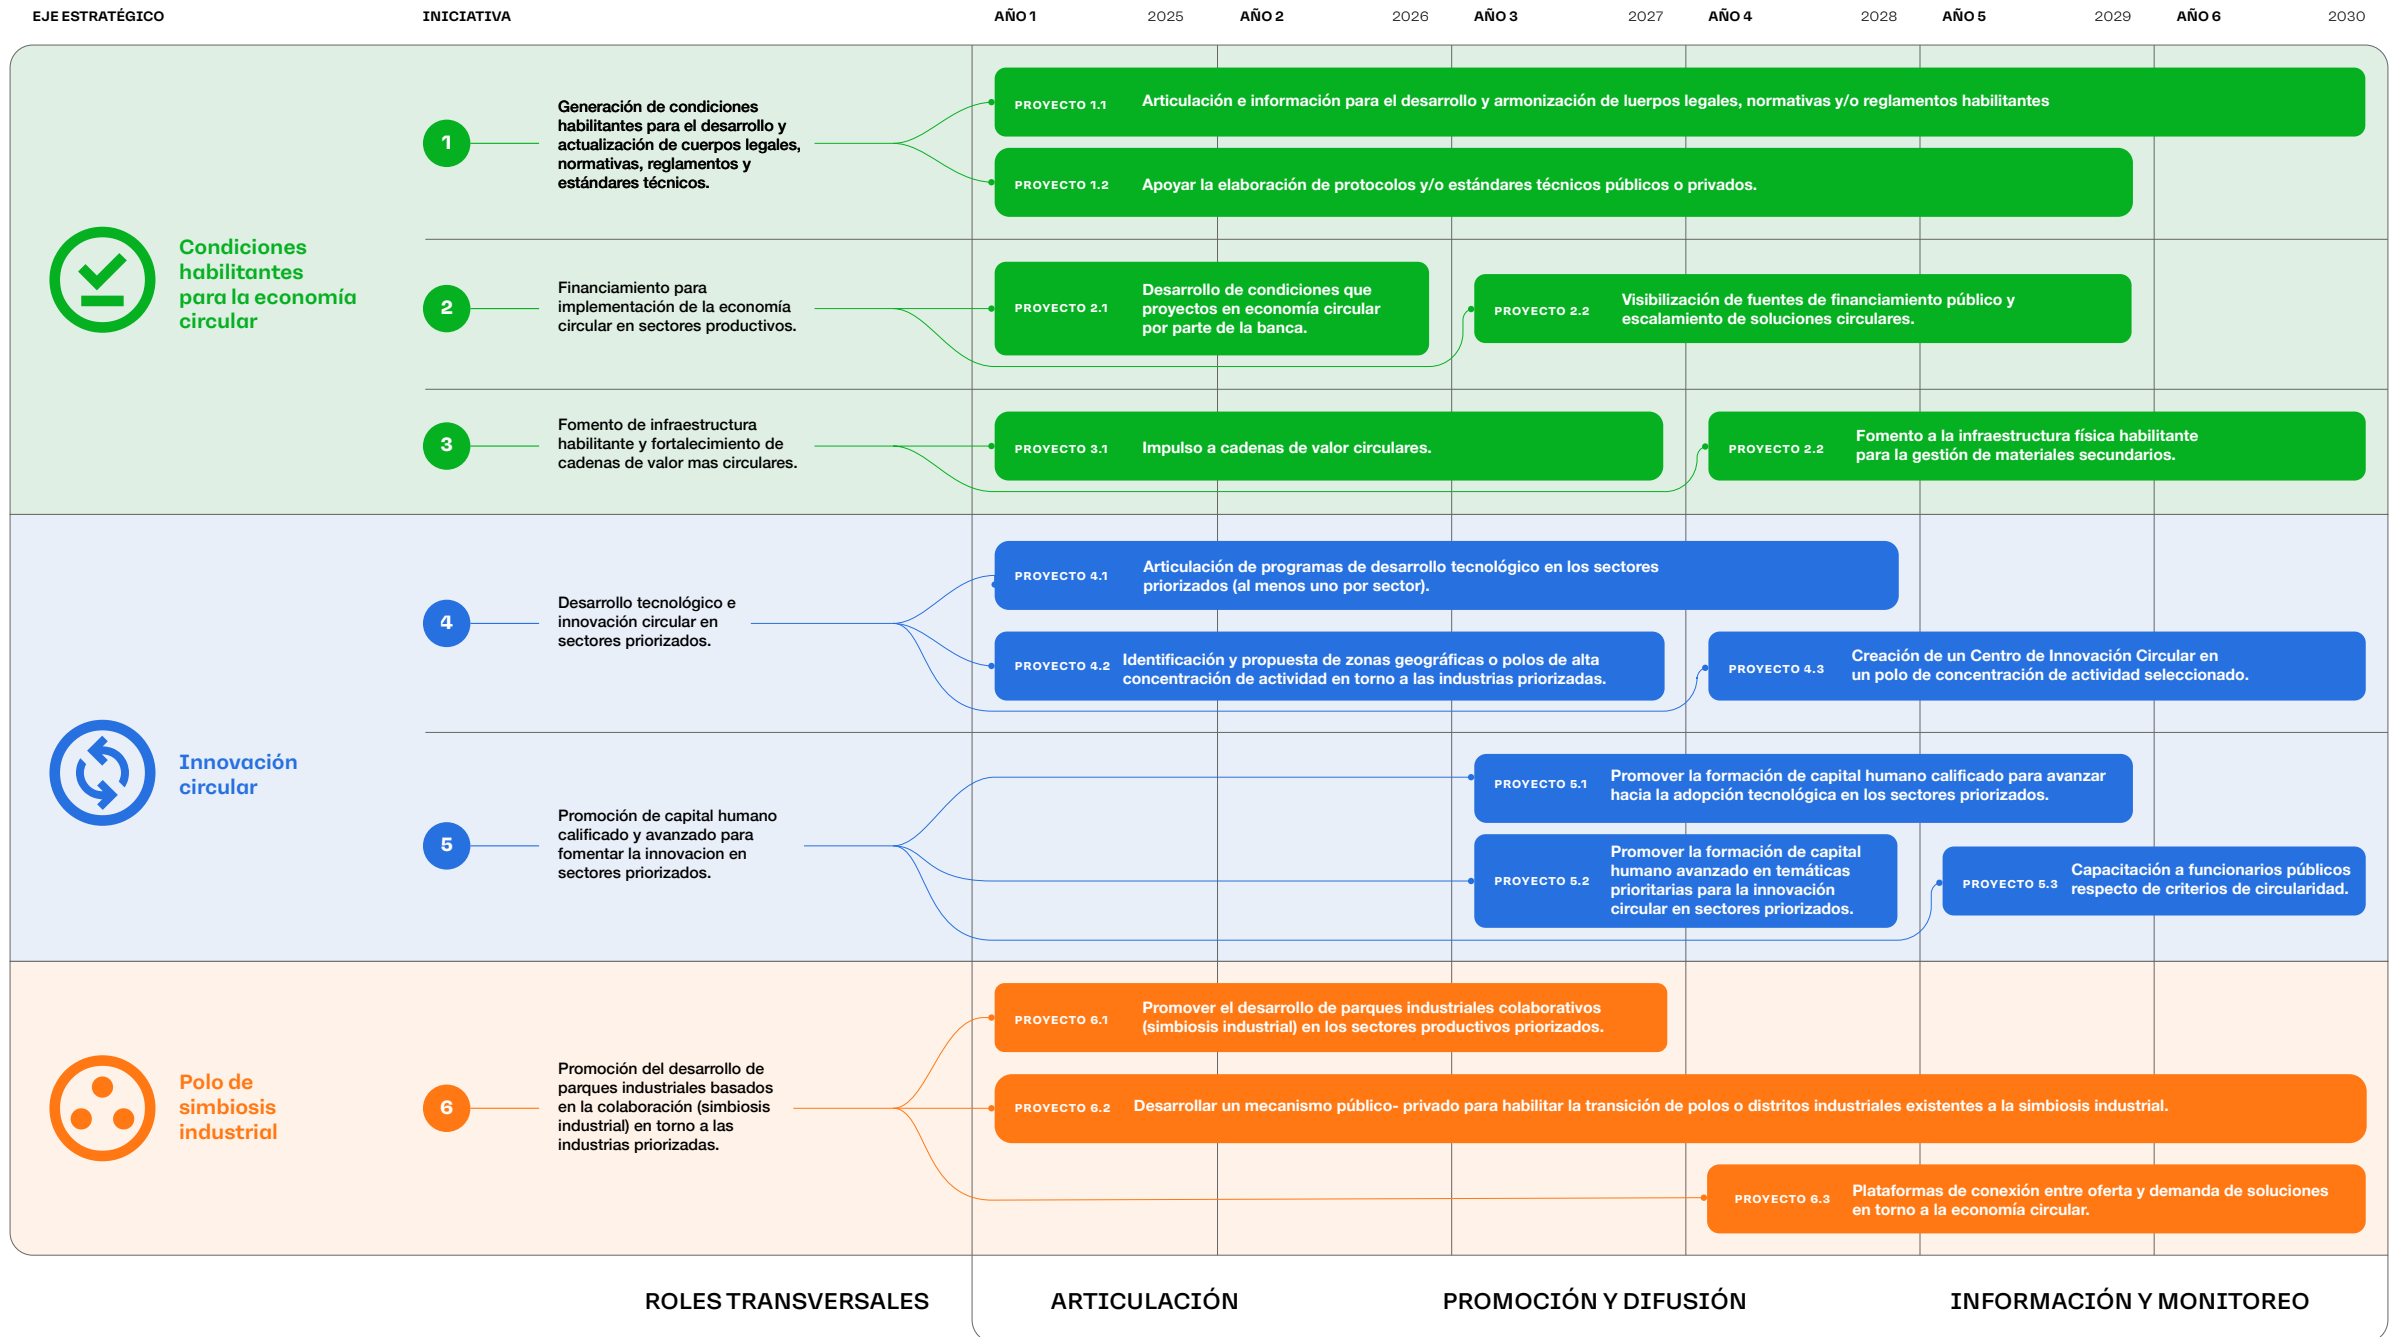 EJE ESTRATÉGICO
INICIATIVA
AÑO 1
2025
AÑO 2
2026
AÑO 3
2027
AÑO 4
2028
AÑO 5
2029
AÑO 6
2030
Condiciones
habilitantes
para la economía
circular
1
Generación de condiciones
habilitantes para el desarrollo y
actualización de cuerpos legales,
normativas, reglamentos y
estándares técnicos.
PROYECTO 1.1
Articulación e información para el desarrollo y armonización de luerpos legales, normativas y/o reglamentos habilitantes
PROYECTO 1.2
Apoyar la elaboración de protocolos y/o estándares técnicos públicos o privados.
2
Financiamiento para
implementación de la economía
circular en sectores productivos.
PROYECTO 2.1
Desarrollo de condiciones que
proyectos en economía circular
por parte de la banca.
PROYECTO 2.2
Visibilización de fuentes de financiamiento público y
escalamiento de soluciones circulares.
3
Fomento de infraestructura
habilitante y fortalecimiento de
cadenas de valor mas circulares.
PROYECTO 3.1
Impulso a cadenas de valor circulares.
PROYECTO 2.2
Fomento a la infraestructura física habilitante
para la gestión de materiales secundarios.
Innovación
circular
4
Desarrollo tecnológico e
innovación circular en
sectores priorizados.
PROYECTO 4.1
Articulación de programas de desarrollo tecnológico en los sectores
priorizados (al menos uno por sector).
PROYECTO 4.2
Identificación y propuesta de zonas geográficas o polos de alta
concentración de actividad en torno a las industrias priorizadas.
PROYECTO 4.3
Creación de un Centro de Innovación Circular en
un polo de concentración de actividad seleccionado.
5
Promoción de capital humano
calificado y avanzado para
fomentar la innovacion en
sectores priorizados.
PROYECTO 5.1
Promover la formación de capital humano calificado para avanzar
hacia la adopción tecnológica en los sectores priorizados.
PROYECTO 5.2
Promover la formación de capital
humano avanzado en temáticas
prioritarias para la innovación
circular en sectores priorizados.
PROYECTO 5.3
Capacitación a funcionarios públicos
respecto de criterios de circularidad.
Polo de
simbiosis
industrial
6
Promoción del desarrollo de
parques industriales basados
en la colaboración (simbiosis
industrial) en torno a las
industrias priorizadas.
PROYECTO 6.1
Promover el desarrollo de parques industriales colaborativos
(simbiosis industrial) en los sectores productivos priorizados.
PROYECTO 6.2
Desarrollar un mecanismo público- privado para habilitar la transición de polos o distritos industriales existentes a la simbiosis industrial.
PROYECTO 6.3
Plataformas de conexión entre oferta y demanda de soluciones
en torno a la economía circular.
ROLES TRANSVERSALES
ARTICULACIÓN
PROMOCIÓN Y DIFUSIÓN
INFORMACIÓN Y MONITOREO